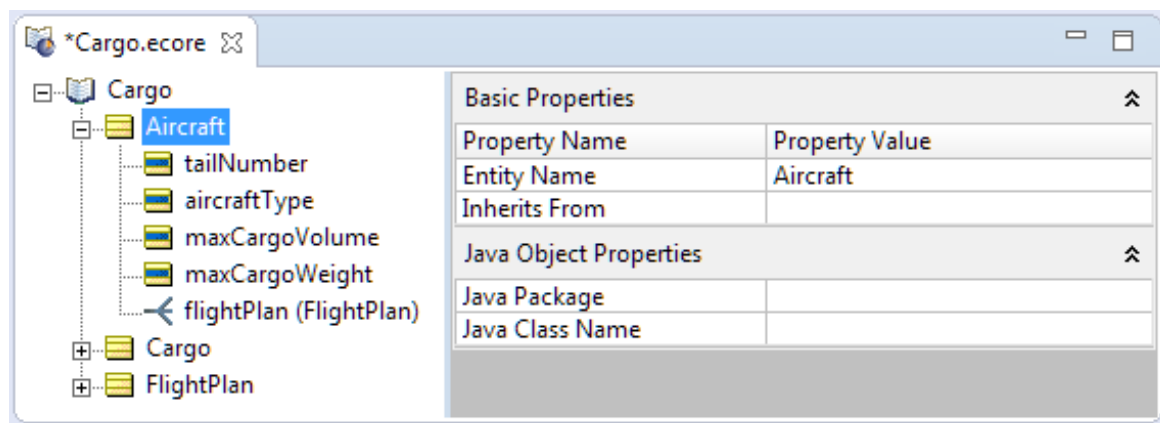 *Cargo.ecore
Cargo
Aircraft
tailNumber
aircraftType
maxCargoVolume
maxCargoWeight
flightPlan (FlightPlan)
Cargo
FlightPlan
Basic Properties
Property Name Property Value
Entity Name Aircraft
Inherits From
Java Object Properties
Java Package
Java Class Name